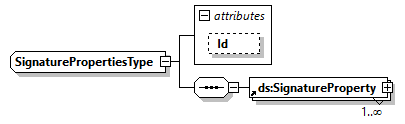 attributes
Id
SignaturePropertiesType
ds:SignatureProperty
1..∞